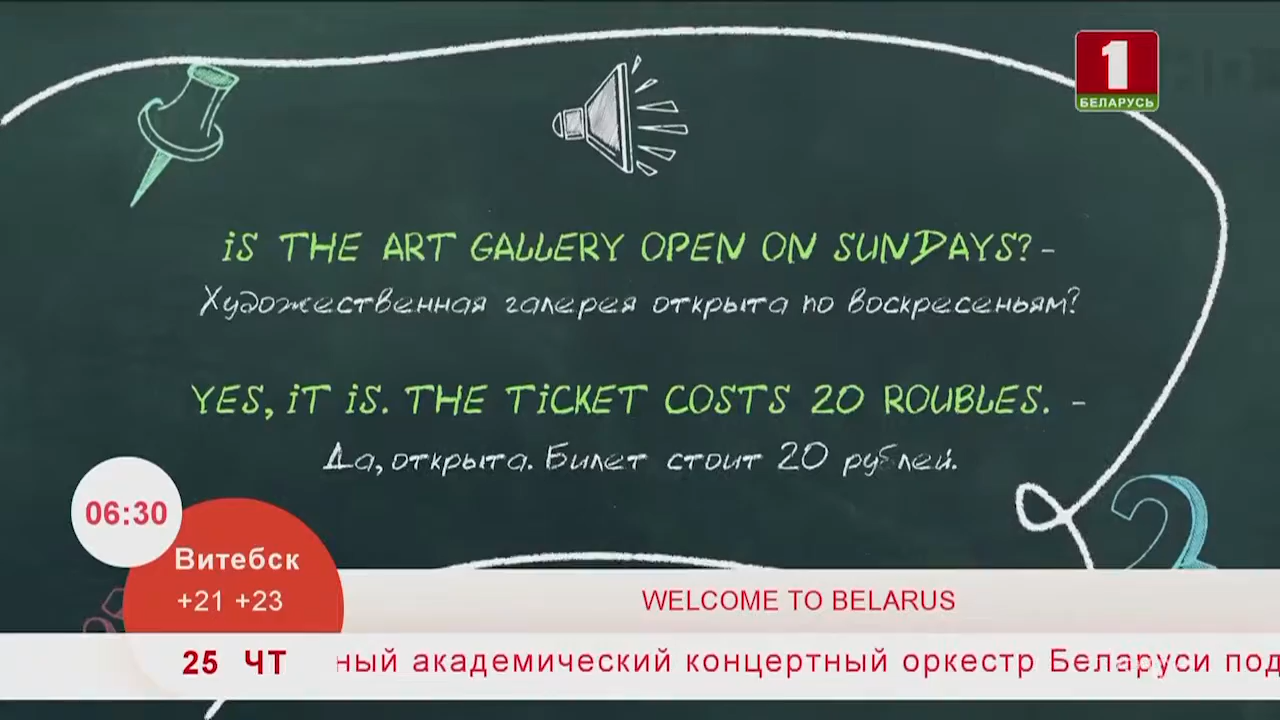 1
БЕЛАРУСЬ
iS THE ART GALLERY OPEN ON SUNDAYS? -
Художественная галерея открыта по воскресеньям?
YES, iT iS. THE TiCKET COSTS 20 ROUBLES. -
Да, открыта. Билет стоит 20 рублей.
2
06:30
Витебск
+21 +23
WELCOME TO BELARUS
25 ЧТ
ный академический концертный оркестр Беларуси под